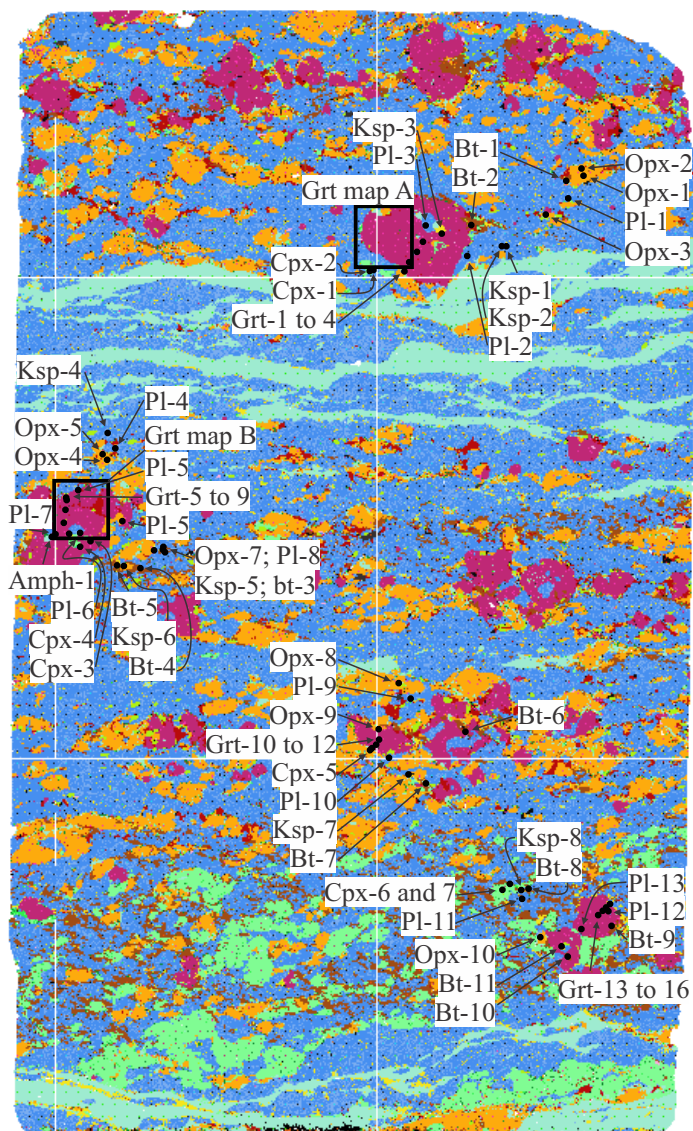 Ksp-3
Pl-3
Bt-1
Bt-2
Opx-2
Opx-1
Pl-1
Opx-3
Grt map A
Cpx-2
Cpx-1
Grt-1 to 4
Ksp-1
Ksp-2
Pl-2
Ksp-4
Pl-4
Opx-5
Grt map B
Opx-4
Pl-5
Grt-5 to 9
Pl-7
Pl-5
Opx-7; Pl-8
Amph-1
Ksp-5; bt-3
Pl-6
Bt-5
Cpx-4
Ksp-6
Cpx-3
Bt-4
Opx-8
Pl-9
Opx-9
Bt-6
Grt-10 to 12
Cpx-5
Pl-10
Ksp-7
Bt-7
Ksp-8
Bt-8
Cpx-6 and 7
Pl-13
Pl-11
Pl-12
Bt-9
Opx-10
Bt-11
Grt-13 to 16
Bt-10